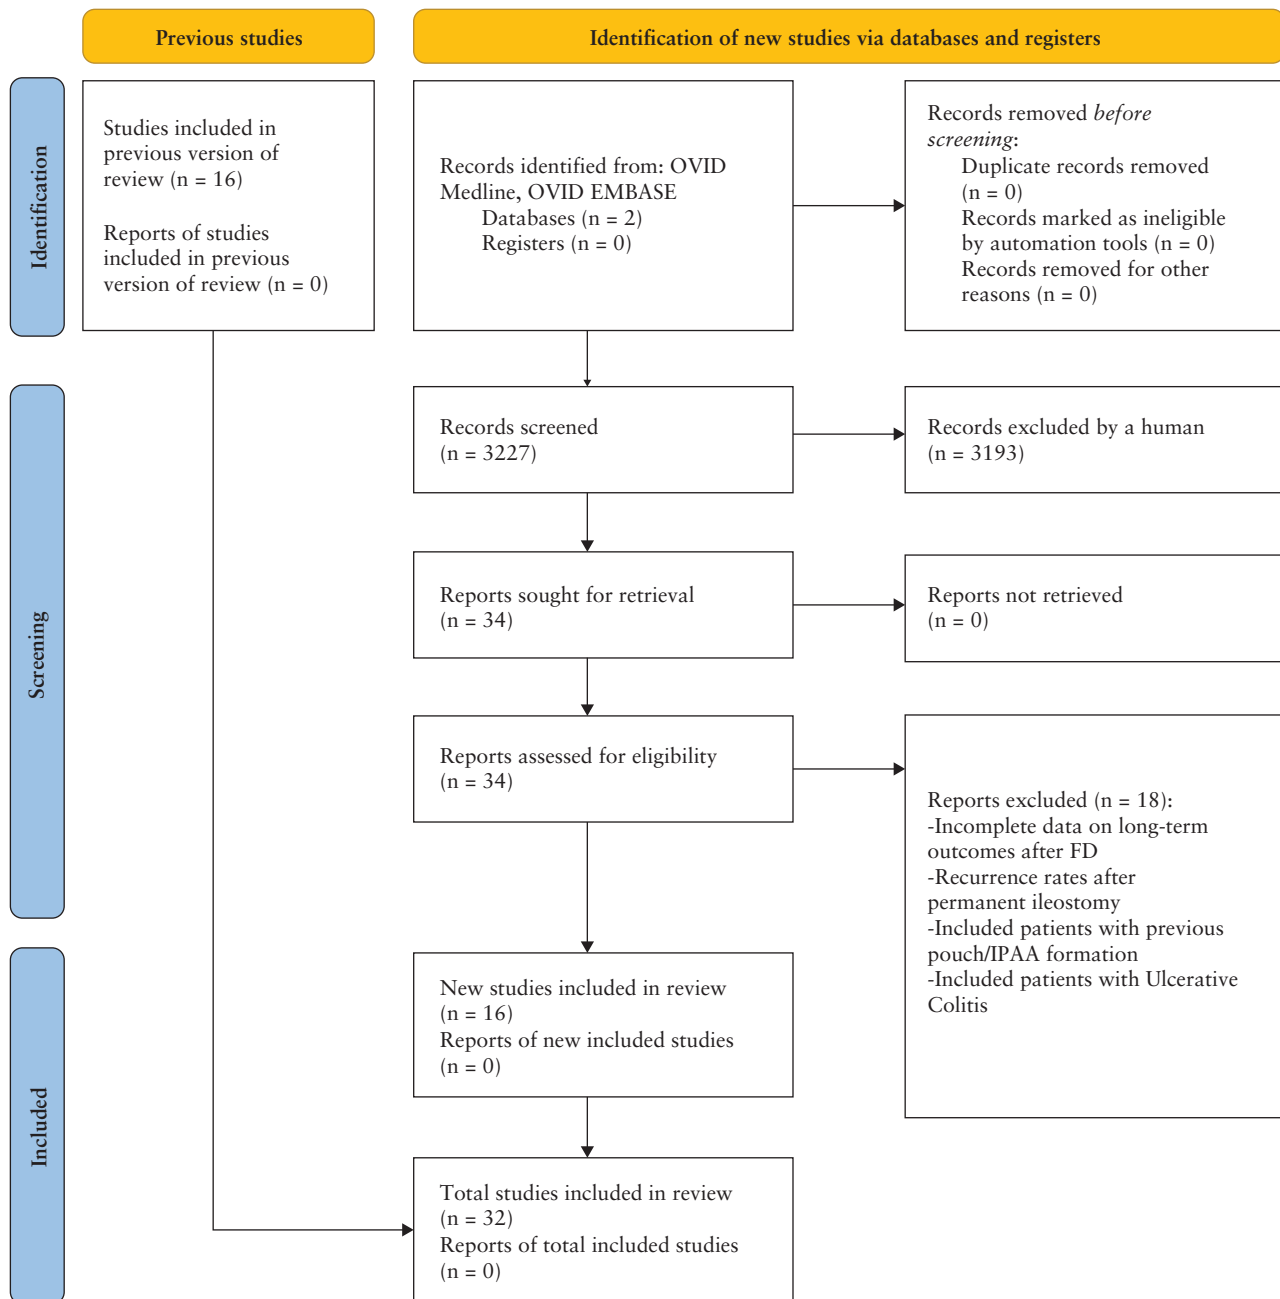 Previous studies
Identification of new studies via databases and registers
Identification
Studies included in
previous version of
review (n = 16)
Reports of studies
included in previous
version of review (n = 0)
Records identified from: OVID
Medline, OVID EMBASE
Databases (n = 2)
Registers (n = 0)
Records removed before
screening:
Duplicate records removed
(n = 0)
Records marked as ineligible
by automation tools (n = 0)
Records removed for other
reasons (n = 0)
Screening
Records screened
(n = 3227)
Records excluded by a human
(n = 3193)
Reports sought for retrieval
(n = 34)
Reports not retrieved
(n = 0)
Reports assessed for eligibility
(n = 34)
Reports excluded (n = 18):
-Incomplete data on long-term
outcomes after FD
-Recurrence rates after
permanent ileostomy
-Included patients with previous
pouch/IPAA formation
-Included patients with Ulcerative
Colitis
Included
New studies included in review
(n = 16)
Reports of new included studies
(n = 0)
Total studies included in review
(n = 32)
Reports of total included studies
(n = 0)